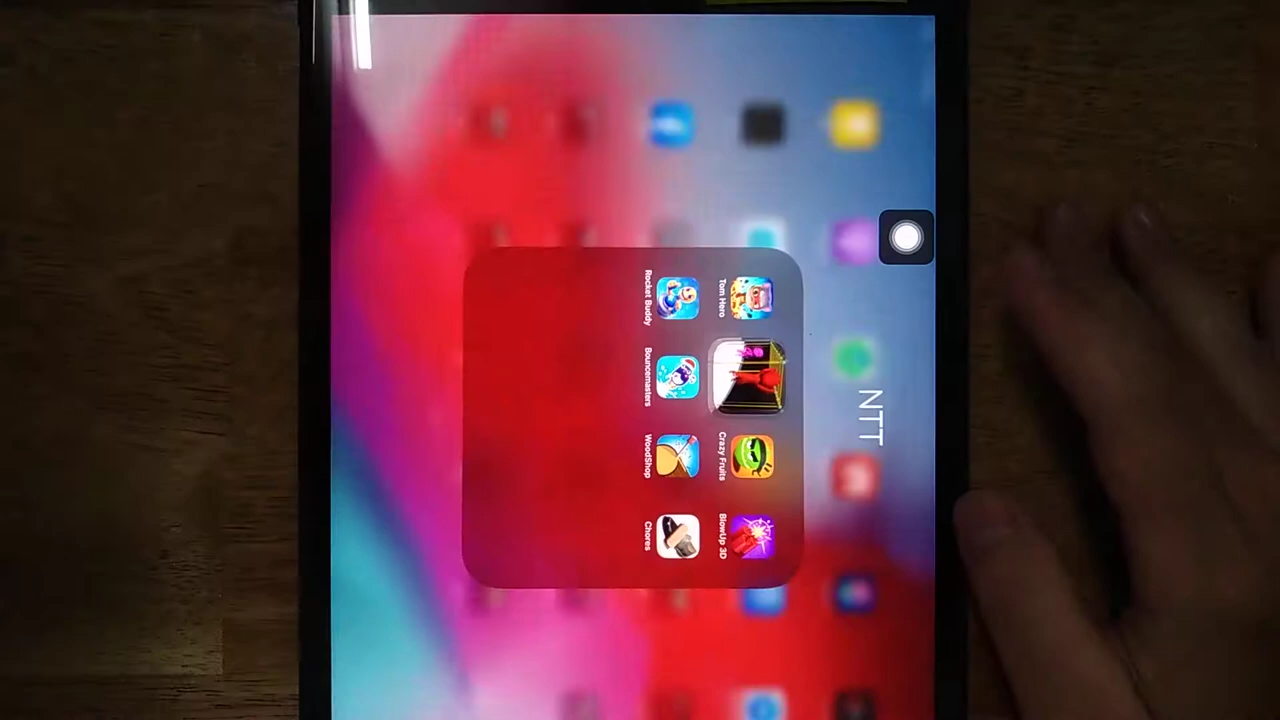 NTT
Tom Hero
Crazy Fruits
BlowUp 3D
Rocket Buddy
Bouncemasters
WoodShop
Chores